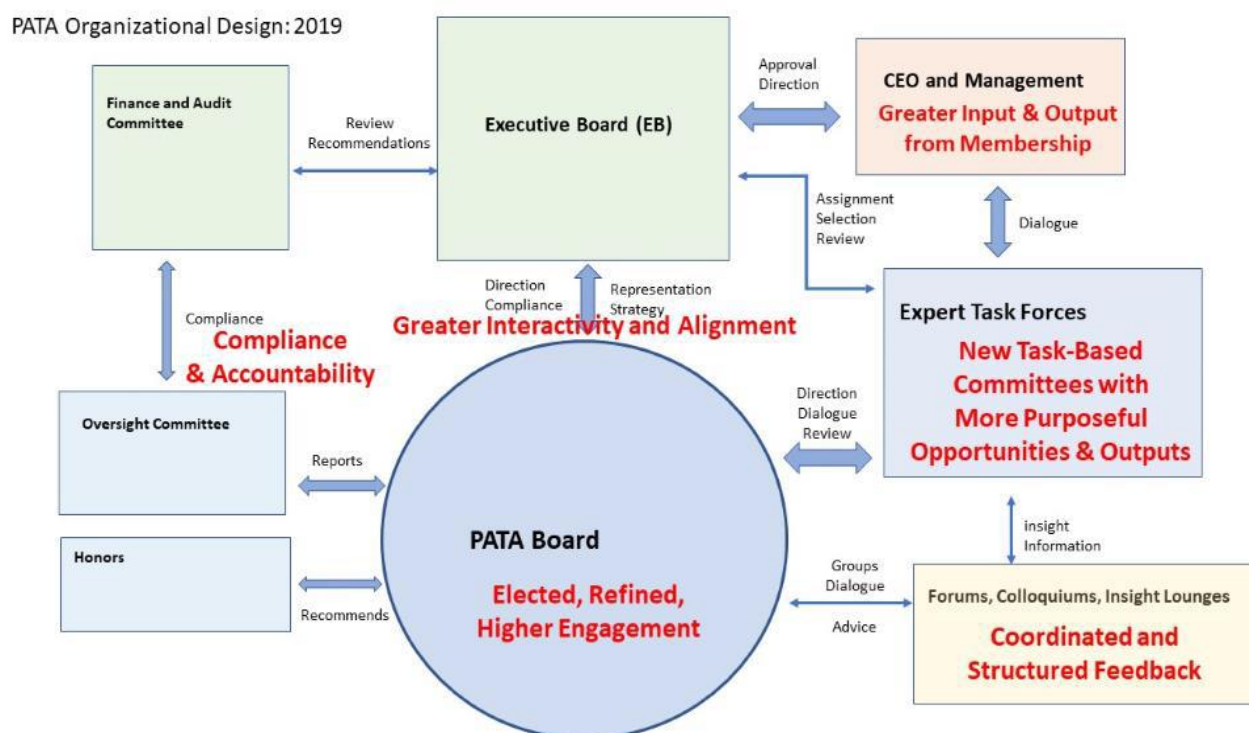 PATA Organizational Design: 2019
Finance and Audit
Committee
Review
Recommendations
Executive Board (EB)
Approval
Direction
CEO and Management
Greater Input & Output
from Membership
Assignment
Selection
Review
Dialogue
Compliance
Compliance
& Accountability
Direction
Compliance
Representation
Strategy
Greater Interactivity and Alignment
Expert Task Forces
New Task-Based
Committees with
More Purposeful
Opportunities & Outputs
Oversight Committee
Reports
Direction
Dialogue
Review
Honors
Recommends
PATA Board
Elected, Refined,
Higher Engagement
insight
Information
Groups
Dialogue
Advice
Forums, Colloquiums, Insight Lounges
Coordinated and
Structured Feedback